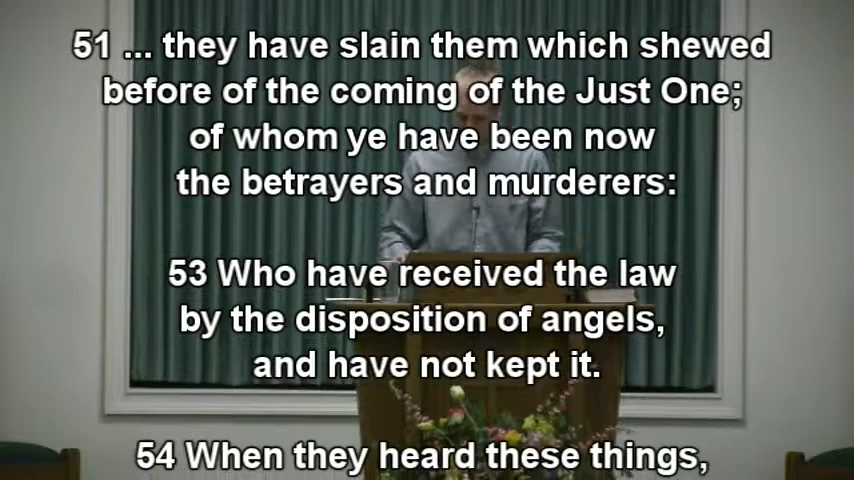 51 ... they have slain them which shewed
before of the coming of the Just One;
of whom ye have been now
the betrayers and murderers:
53 Who have received the law
by the disposition of angels,
and have not kept it.
54 When they heard these things,